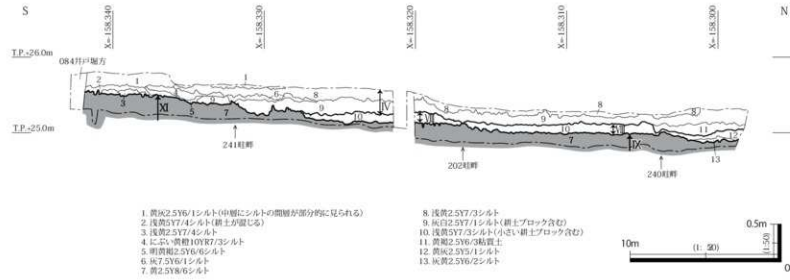 S
N
X=-158,340
X=-158,330
X=-158,320
X=-158,310
X=-158,300
T.P.+26.0m
T.P.+25.0m
084井戸堀方
241畦畔
202畦畔
240畦畔
1. 黄灰2.5Y6/1シルト(中層にシルトの間層が部分的に見られる)
2. 浅黄5Y7/4シルト(耕土が混じる)
3. 浅黄2.5Y7/4シルト
4. にぶい黄橙10YR7/3シルト
5. 明黄褐2.5Y6/6シルト
6. 灰7.5Y6/1シルト
7. 黄2.5Y8/6シルト
8. 浅黄2.5Y7/3シルト
9. 灰白2.5Y7/1シルト(耕土ブロック含む)
10. 浅黄5Y7/3シルト(小さい耕土ブロック含む)
11. 黄褐2.5Y6/3粘質土
12. 黄灰2.5Y5/1シルト
13. 灰黄2.5Y6/2シルト
0.5m
10m
(1:50)
0